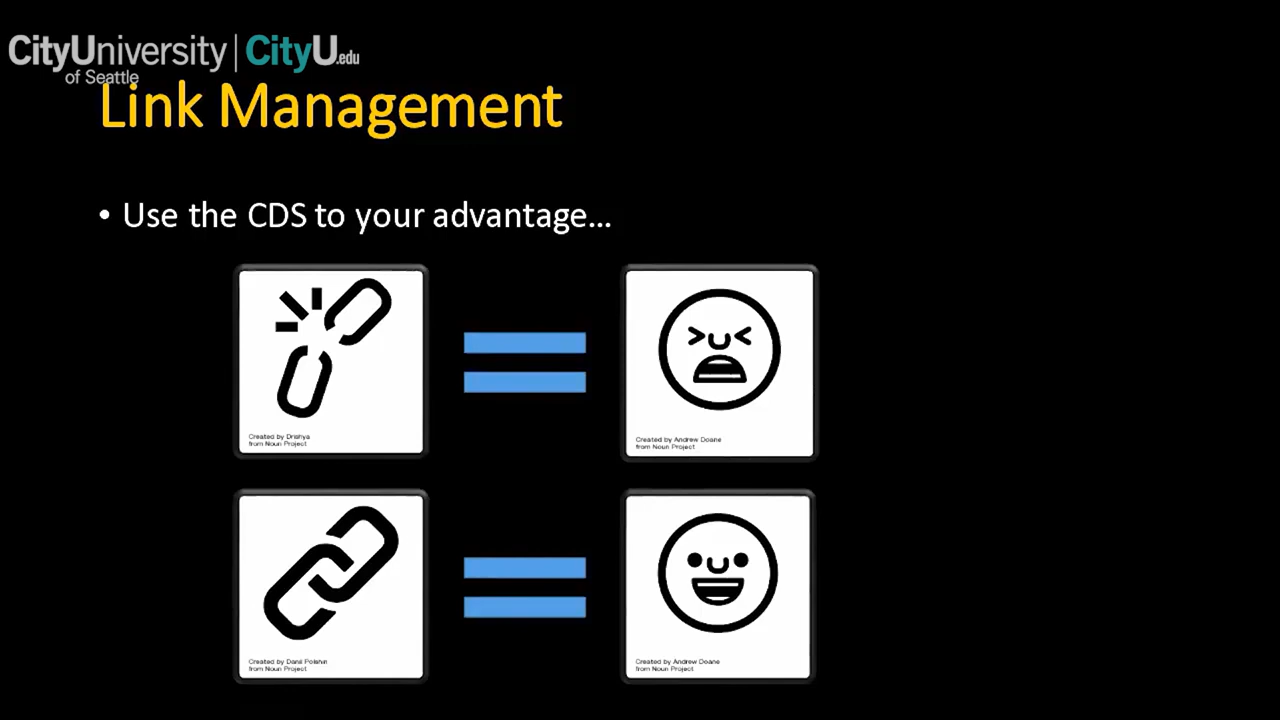 CityUniversity | CityU.edu
of Seattle
Link Management
• Use the CDS to your advantage...
Created by Drishya
from Noun Project
Created by Andrew Doane
from Noun Project
Created by Danil Polshin
from Noun Project
Created by Andrew Doane
from Noun Project